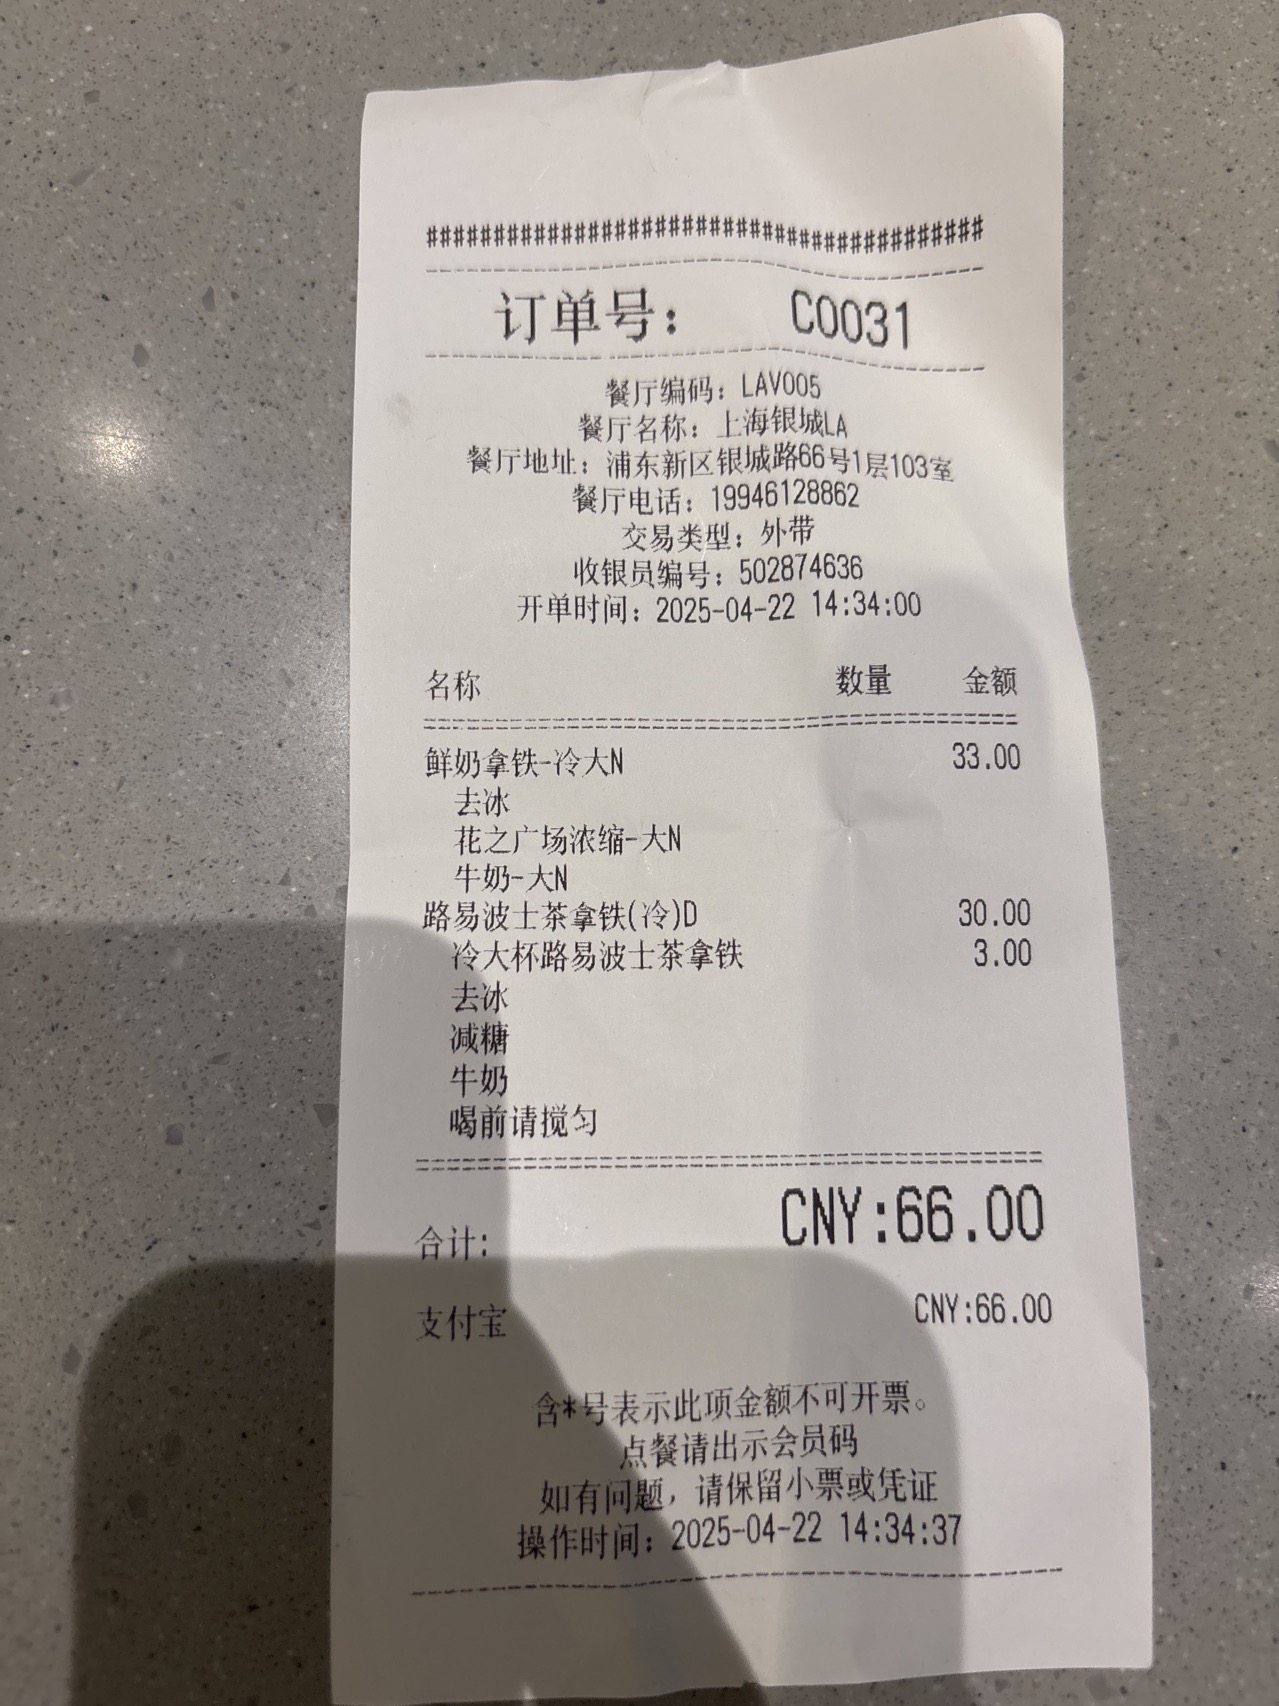 ##########################################
订单号： C0031
餐厅编码：LAV005
餐厅名称：上海银城LA
餐厅地址：浦东新区银城路66号1层103室
餐厅电话：19946128862
交易类型：外带
收银员编号：502874636
开单时间：2025-04-22 14:34:00
名称 数量 金额
鲜奶拿铁-冷大N 33.00
去冰
花之广场浓缩-大N
牛奶-大N
路易波士茶拿铁(冷)D 30.00
冷大杯路易波士茶拿铁 3.00
去冰
减糖
牛奶
喝前请搅匀
合计: CNY:66.00
支付宝 CNY:66.00
含*号表示此项金额不可开票。
点餐请出示会员码
如有问题，请保留小票或凭证
操作时间：2025-04-22 14:34:37